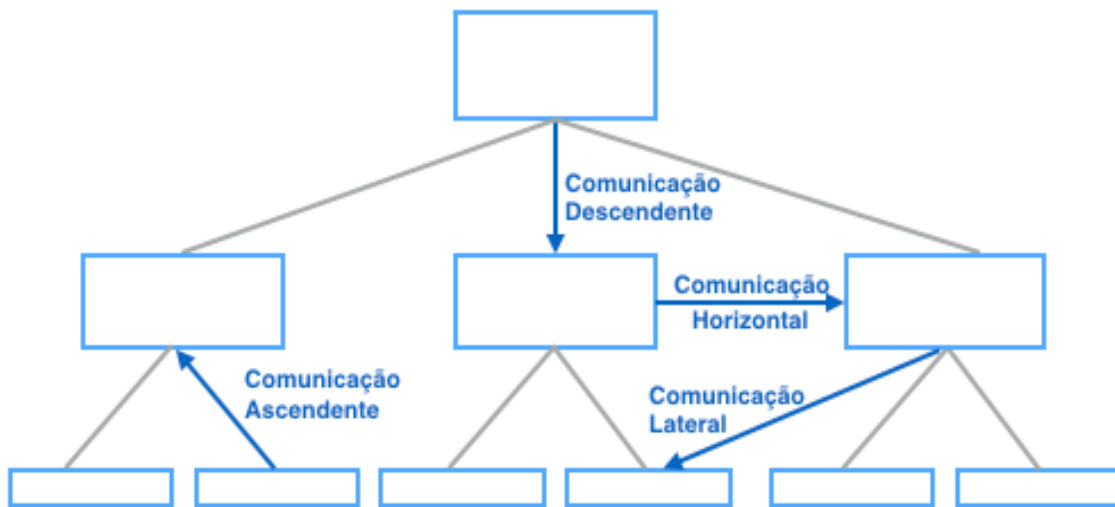 Comunicação
Descendente
Comunicação
Horizontal
Comunicação
Ascendente
Comunicação
Lateral